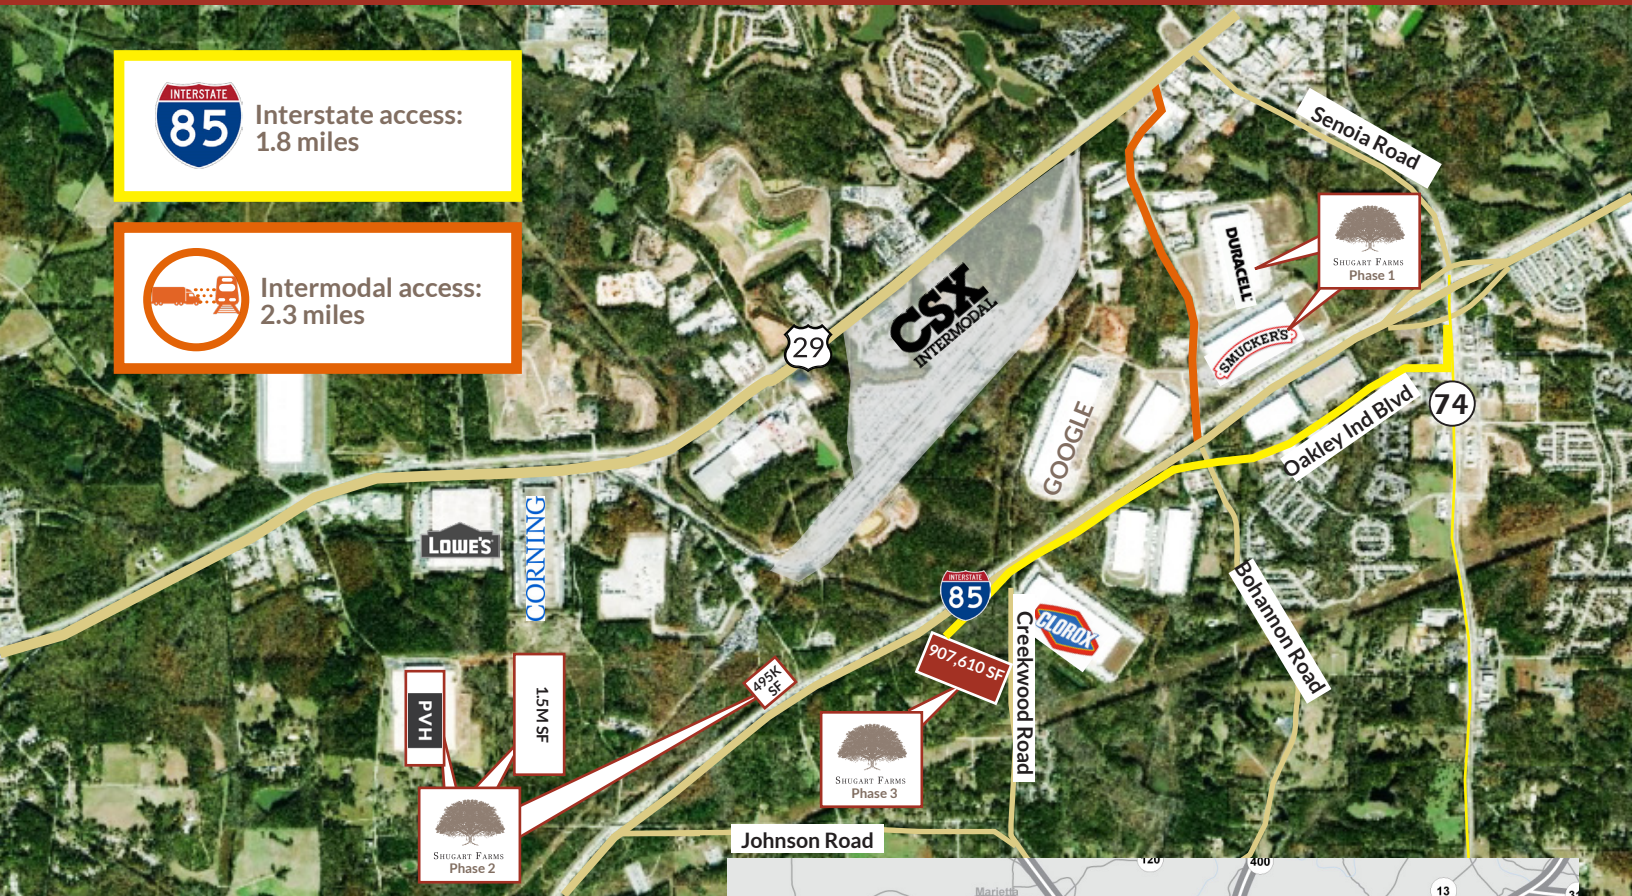 INTERSTATE
85
Interstate access:
1.8 miles
Intermodal access:
2.3 miles
Senoia Road
DURACELL
SHUGART FARMS
Phase 1
CSX
INTERMODAL
29
SMUCKER'S
GOOGLE
Oakley Ind Blvd
74
LOWE'S
CORNING
INTERSTATE
85
CLOROX
Bohannon Road
907,610 SF
Creekwood Road
495K
SF
PVH
1.5M SF
SHUGART FARMS
Phase 3
SHUGART FARMS
Phase 2
Johnson Road
120
400
Marietta
13